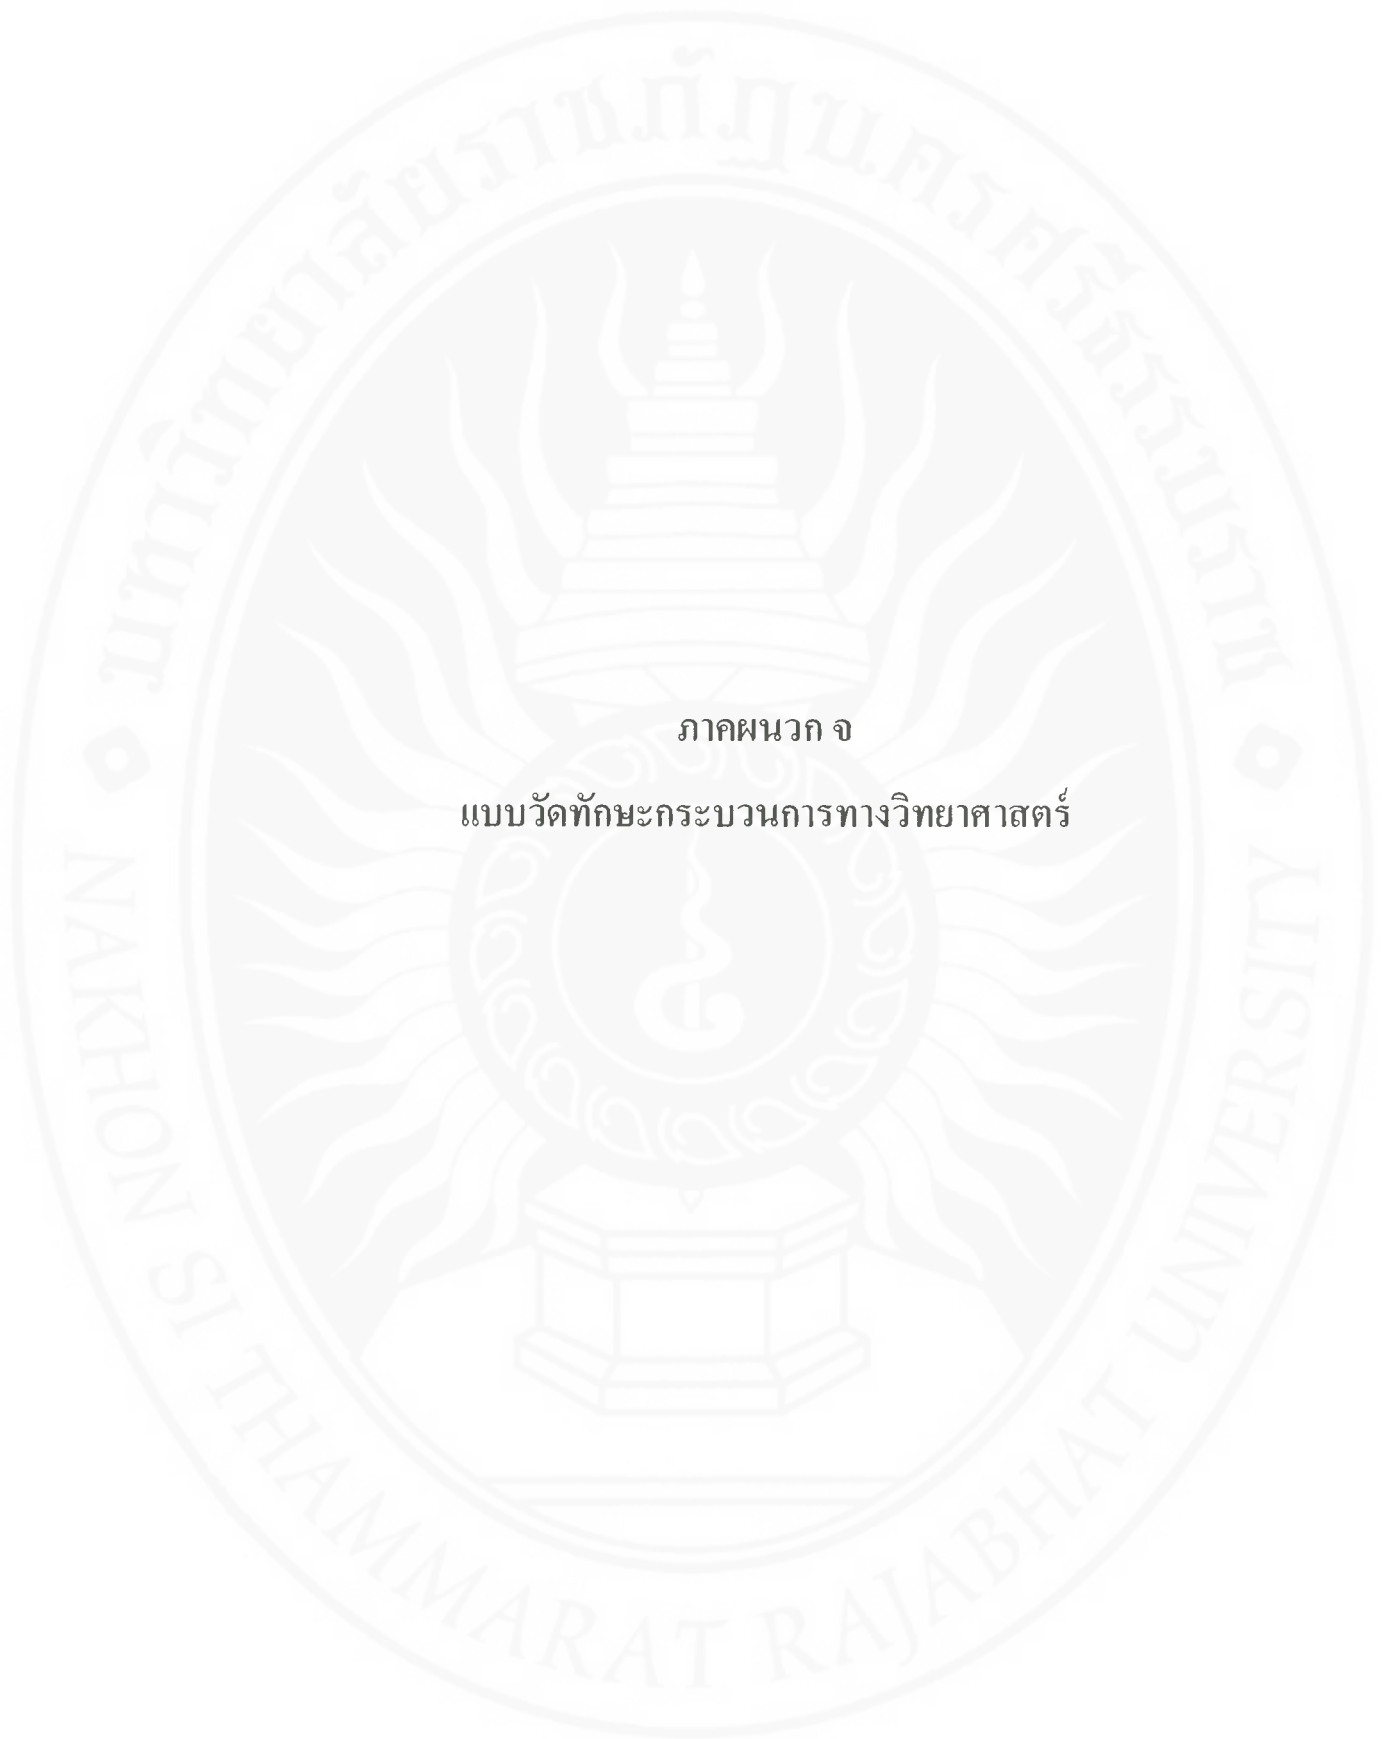 มหาวิทยาลัยราชภัฏนครศรีธรรมราช
ภาคผนวก จ
แบบวัดทักษะกระบวนการทางวิทยาศาสตร์
NAKHON SI THAMMARAT RAJABHAT UNIVERSITY